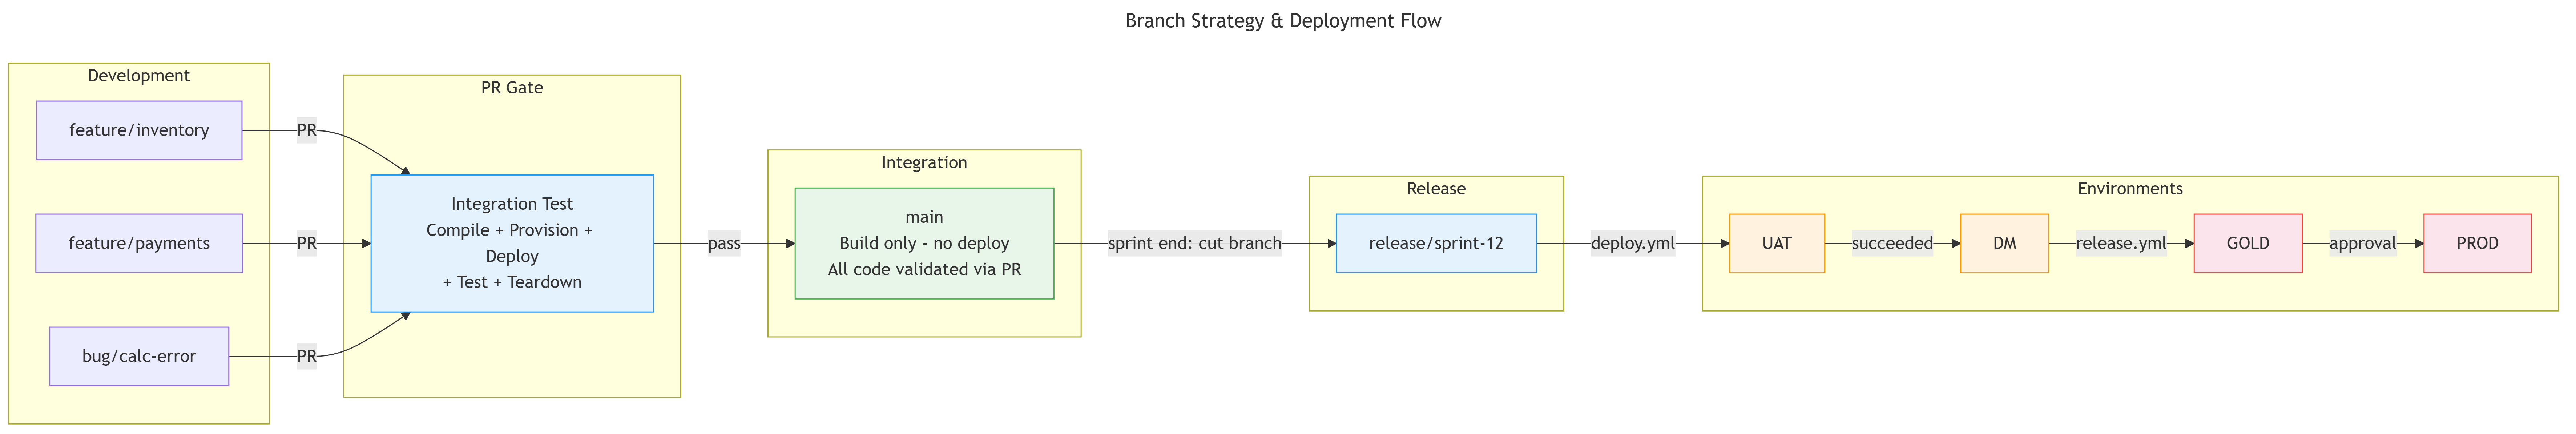 Branch Strategy & Deployment Flow
Development
feature/inventory
feature/payments
bug/calc-error
PR
PR
PR
PR Gate
Integration Test
Compile + Provision +
Deploy
+ Test + Teardown
pass
Integration
main
Build only - no deploy
All code validated via PR
sprint end: cut branch
Release
release/sprint-12
deploy.yml
Environments
UAT
succeeded
DM
release.yml
GOLD
approval
PROD